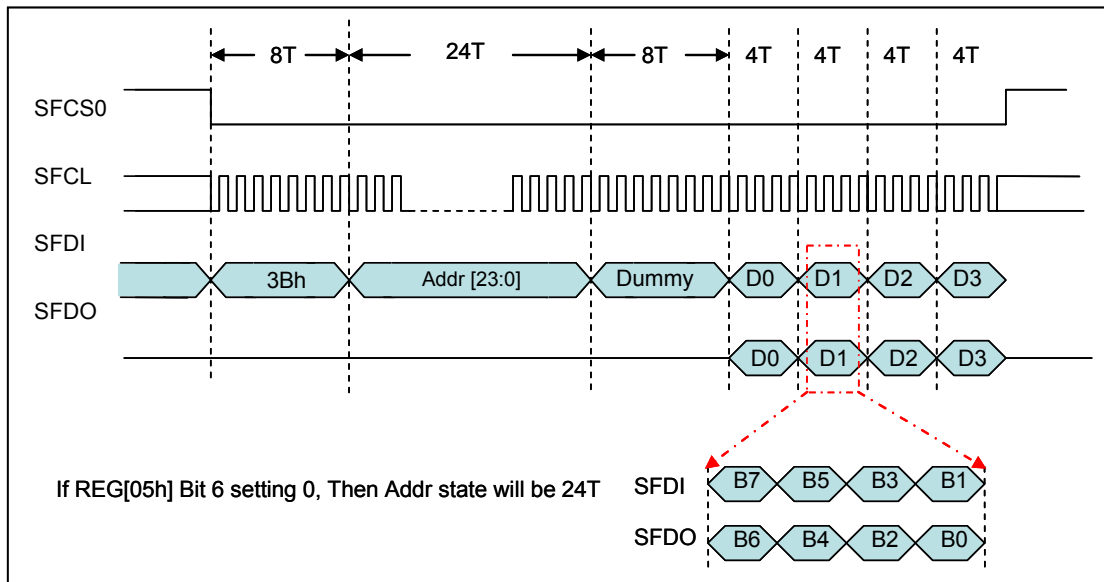 8T 24T 8T 4T 4T 4T 4T
SFCS0
SFCL
SFDI
3Bh Addr [23:0] Dummy D0 D1 D2 D3
SFDO
D0 D1 D2 D3
If REG[05h] Bit 6 setting 0, Then Addr state will be 24T
SFDI B7 B5 B3 B1
SFDO B6 B4 B2 B0